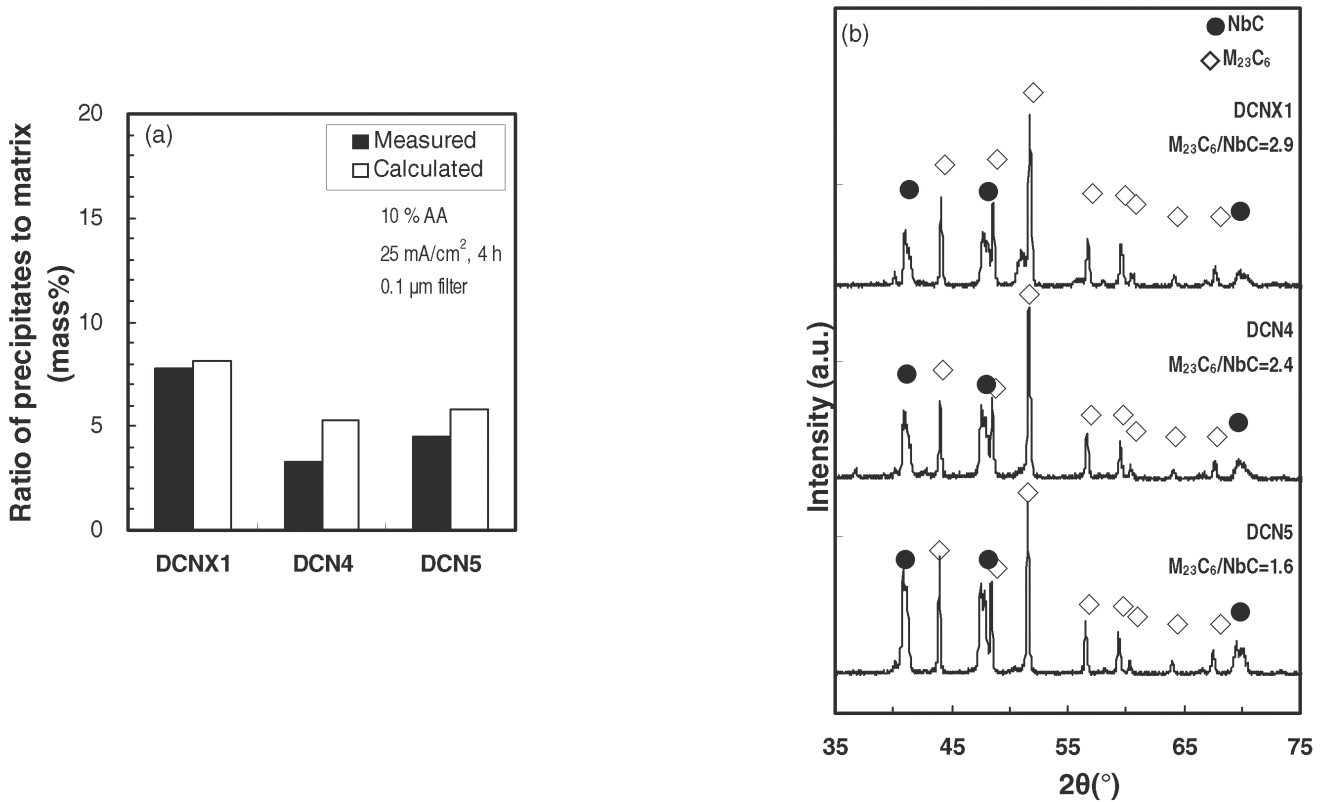 (a)
Ratio of precipitates to matrix
(mass%)
20
15
10
5
0
Measured
Calculated
10 % AA
25 mA/cm², 4 h
0.1 µm filter
DCNX1
DCN4
DCN5
(b)
NbC
M₂₃C₆
DCNX1
M₂₃C₆/NbC=2.9
DCN4
M₂₃C₆/NbC=2.4
DCN5
M₂₃C₆/NbC=1.6
Intensity (a.u.)
35
45
55
65
75
2θ(°)